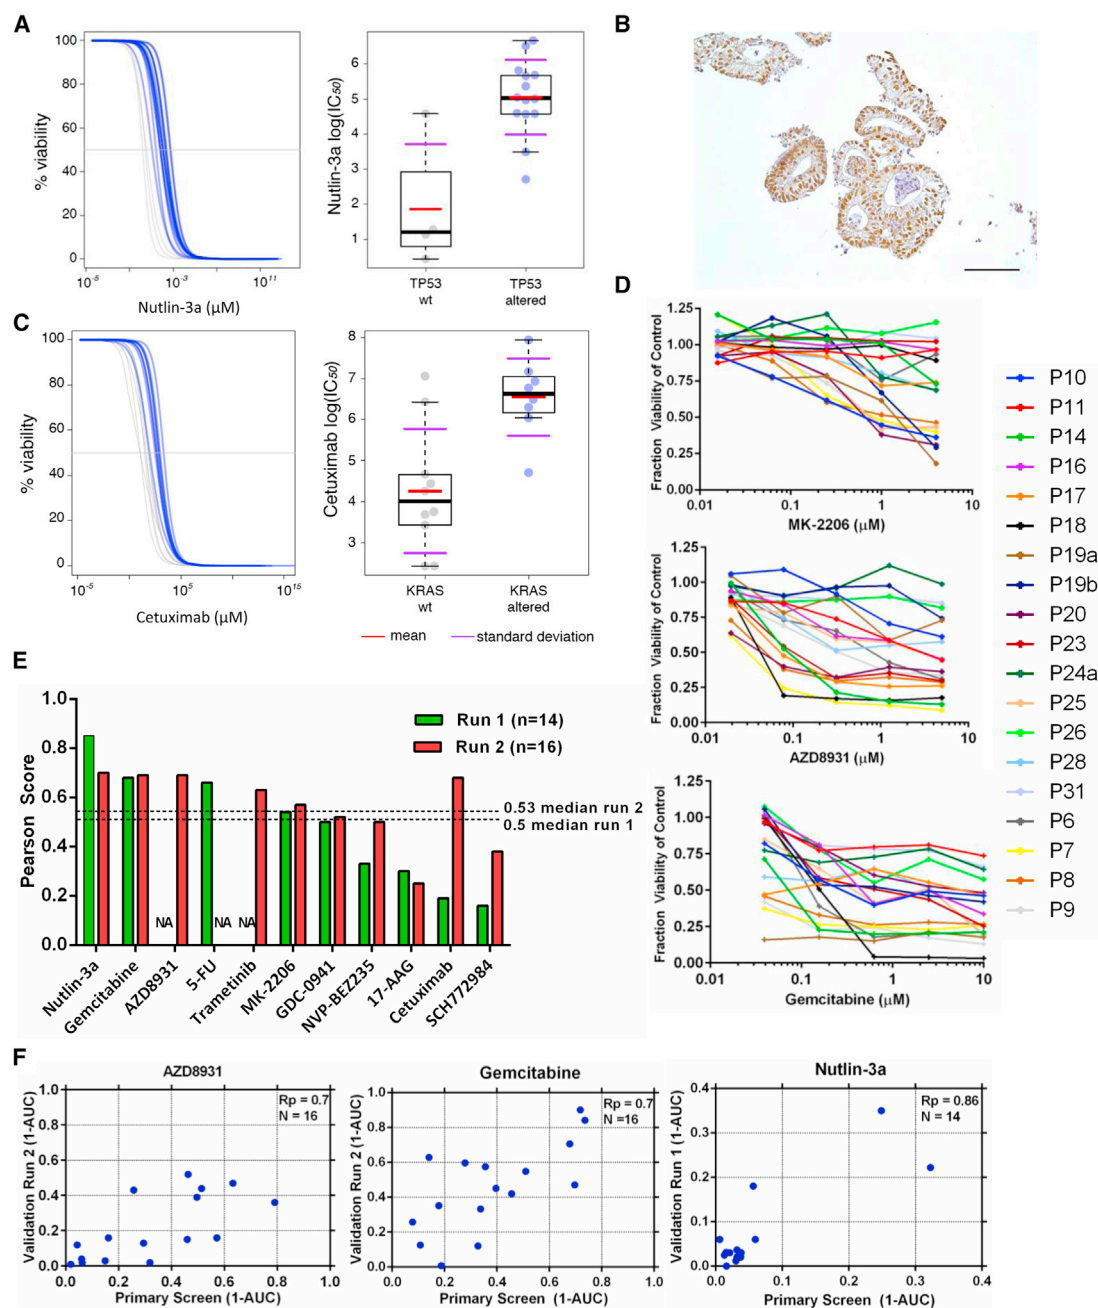 A
% viability
100
80
60
40
20
0
10-5
10-3
1011
Nutlin-3a (μM)
Nutlin-3a log(IC50)
6
5
4
3
2
1
TP53
wt
TP53
altered
B
C
% viability
100
80
60
40
20
0
10-5
105
1015
Cetuximab (μM)
Cetuximab log(IC50)
8
7
6
5
4
3
KRAS
wt
KRAS
altered
mean
standard deviation
D
Fraction Viability of Control
1.25
1.00
0.75
0.50
0.25
0.00
0.01
0.1
1
10
MK-2206 (μM)
Fraction Viability of Control
1.25
1.00
0.75
0.50
0.25
0.00
0.01
0.1
1
10
AZD8931 (μM)
Fraction Viability of Control
1.25
1.00
0.75
0.50
0.25
0.00
0.01
0.1
1
10
Gemcitabine (μM)
P10
P11
P14
P16
P17
P18
P19a
P19b
P20
P23
P24a
P25
P26
P28
P31
P6
P7
P8
P9
E
Pearson Score
1.0
0.8
0.6
0.4
0.2
0.0
Run 1 (n=14)
Run 2 (n=16)
0.53 median run 2
0.5 median run 1
NA
NA
NA
Nutlin-3a
Gemcitabine
AZD8931
5-FU
Trametinib
MK-2206
GDC-0941
NVP-BEZ235
17-AAG
Cetuximab
SCH772984
F
AZD8931
Validation Run 2 (1-AUC)
1.0
0.8
0.6
0.4
0.2
0.0
Rp = 0.7
N = 16
0.0
0.2
0.4
0.6
0.8
1.0
Primary Screen (1-AUC)
Gemcitabine
Validation Run 2 (1-AUC)
1.0
0.8
0.6
0.4
0.2
0.0
Rp = 0.7
N =16
0.0
0.2
0.4
0.6
0.8
1.0
Primary Screen (1-AUC)
Nutlin-3a
Validation Run 1 (1-AUC)
0.4
0.3
0.2
0.1
0.0
Rp = 0.86
N = 14
0.0
0.1
0.2
0.3
0.4
Primary Screen (1-AUC)